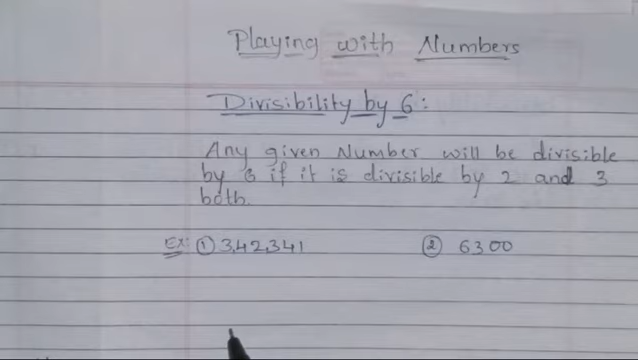 Playing with Numbers
Divisibility by 6:
Any given Number will be divisible
by 6 if it is divisible by 2 and 3
both.
Ex: ① 3,42,341 ② 6300